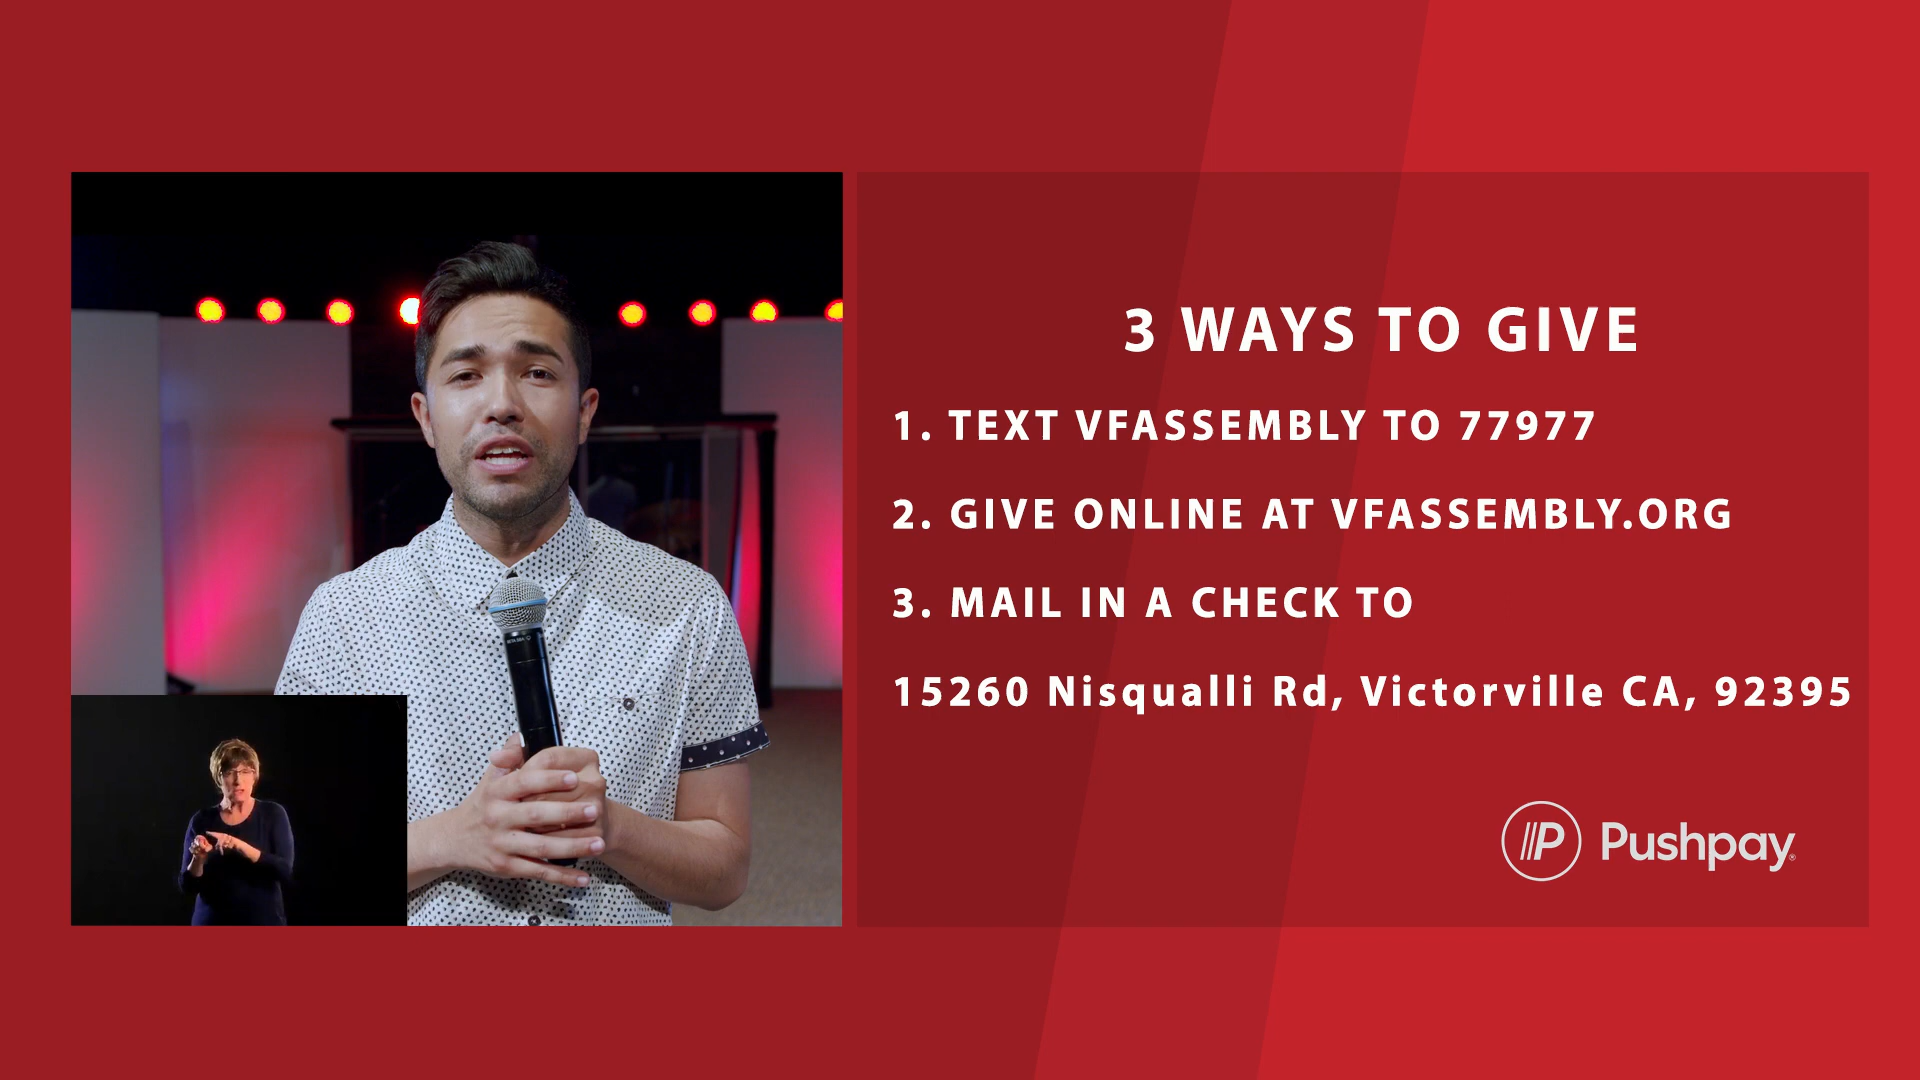 3 WAYS TO GIVE
1. TEXT VFASSEMBLY TO 77977
2. GIVE ONLINE AT VFASSEMBLY.ORG
3. MAIL IN A CHECK TO
15260 Nisqualli Rd, Victorville CA, 92395
Pushpay